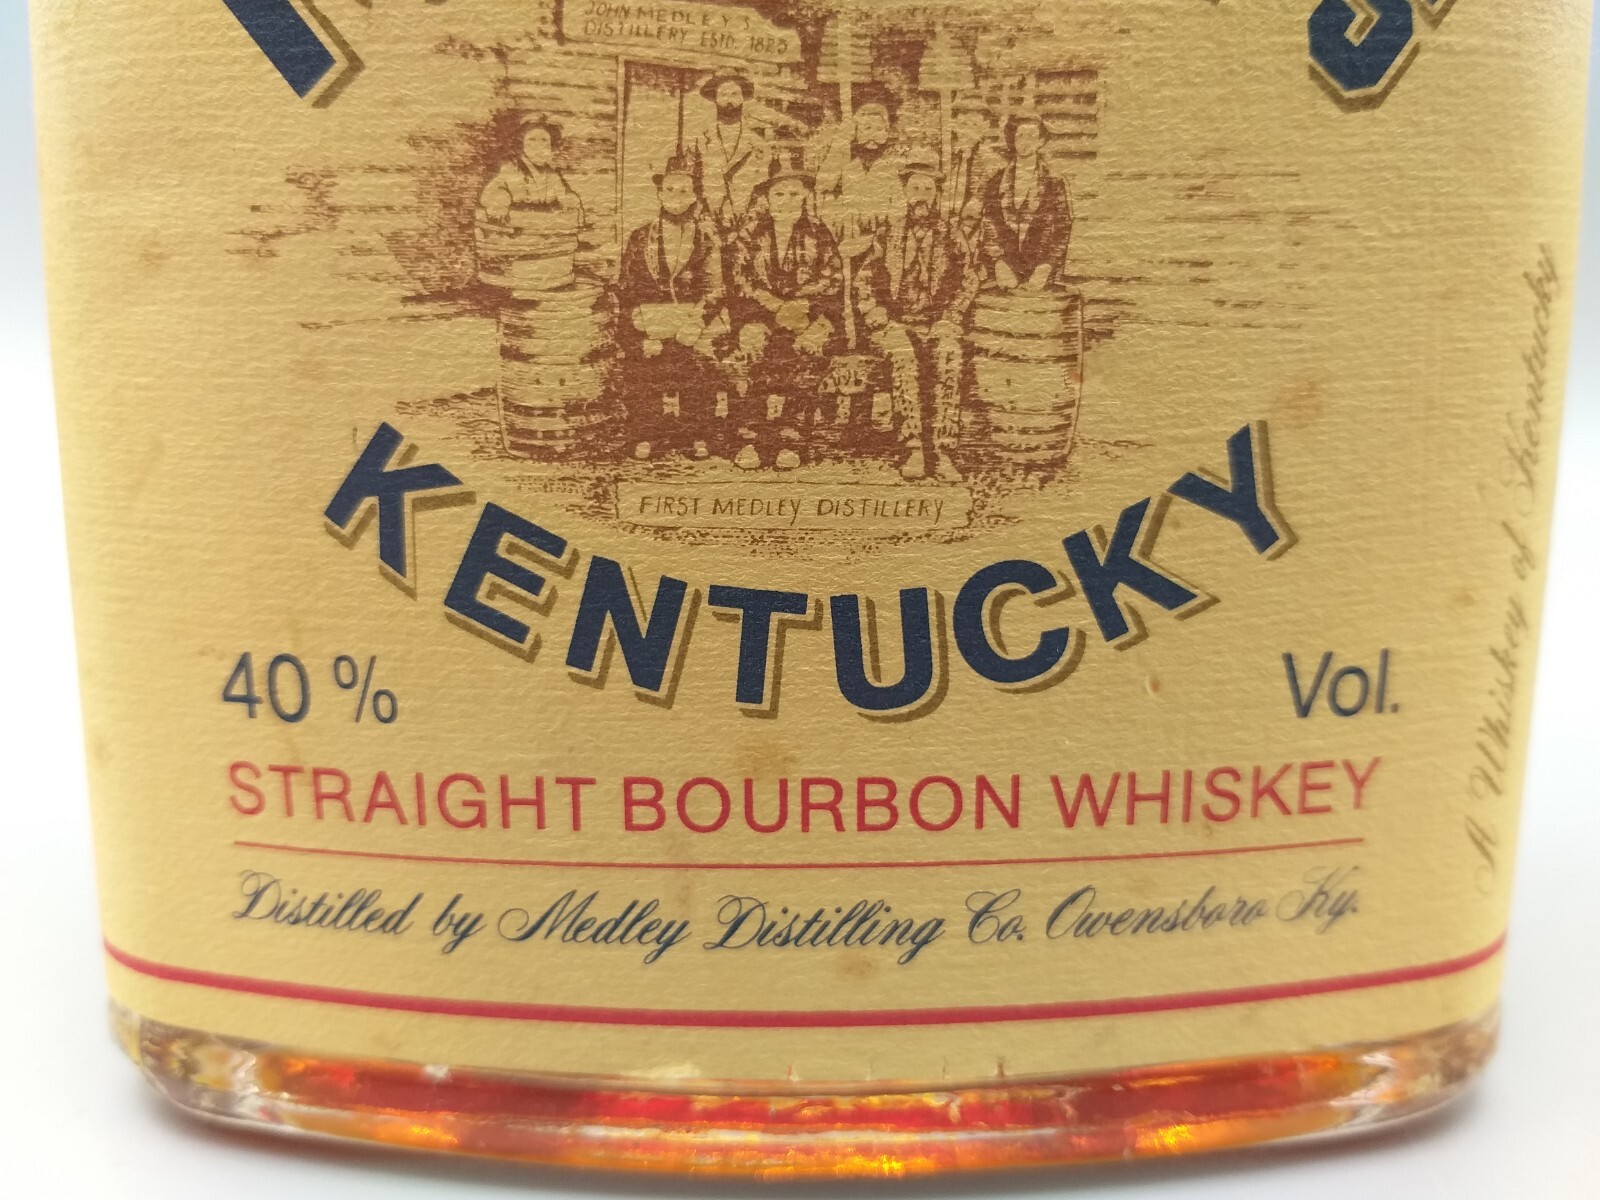 JOHN MEDLEY'S
DISTILLERY ESTD. 1825
FIRST MEDLEY DISTILLERY
KENTUCKY
40 % Vol.
STRAIGHT BOURBON WHISKEY
Distilled by Medley Distilling Co. Owensboro Ky.
A Whiskey of Kentucky